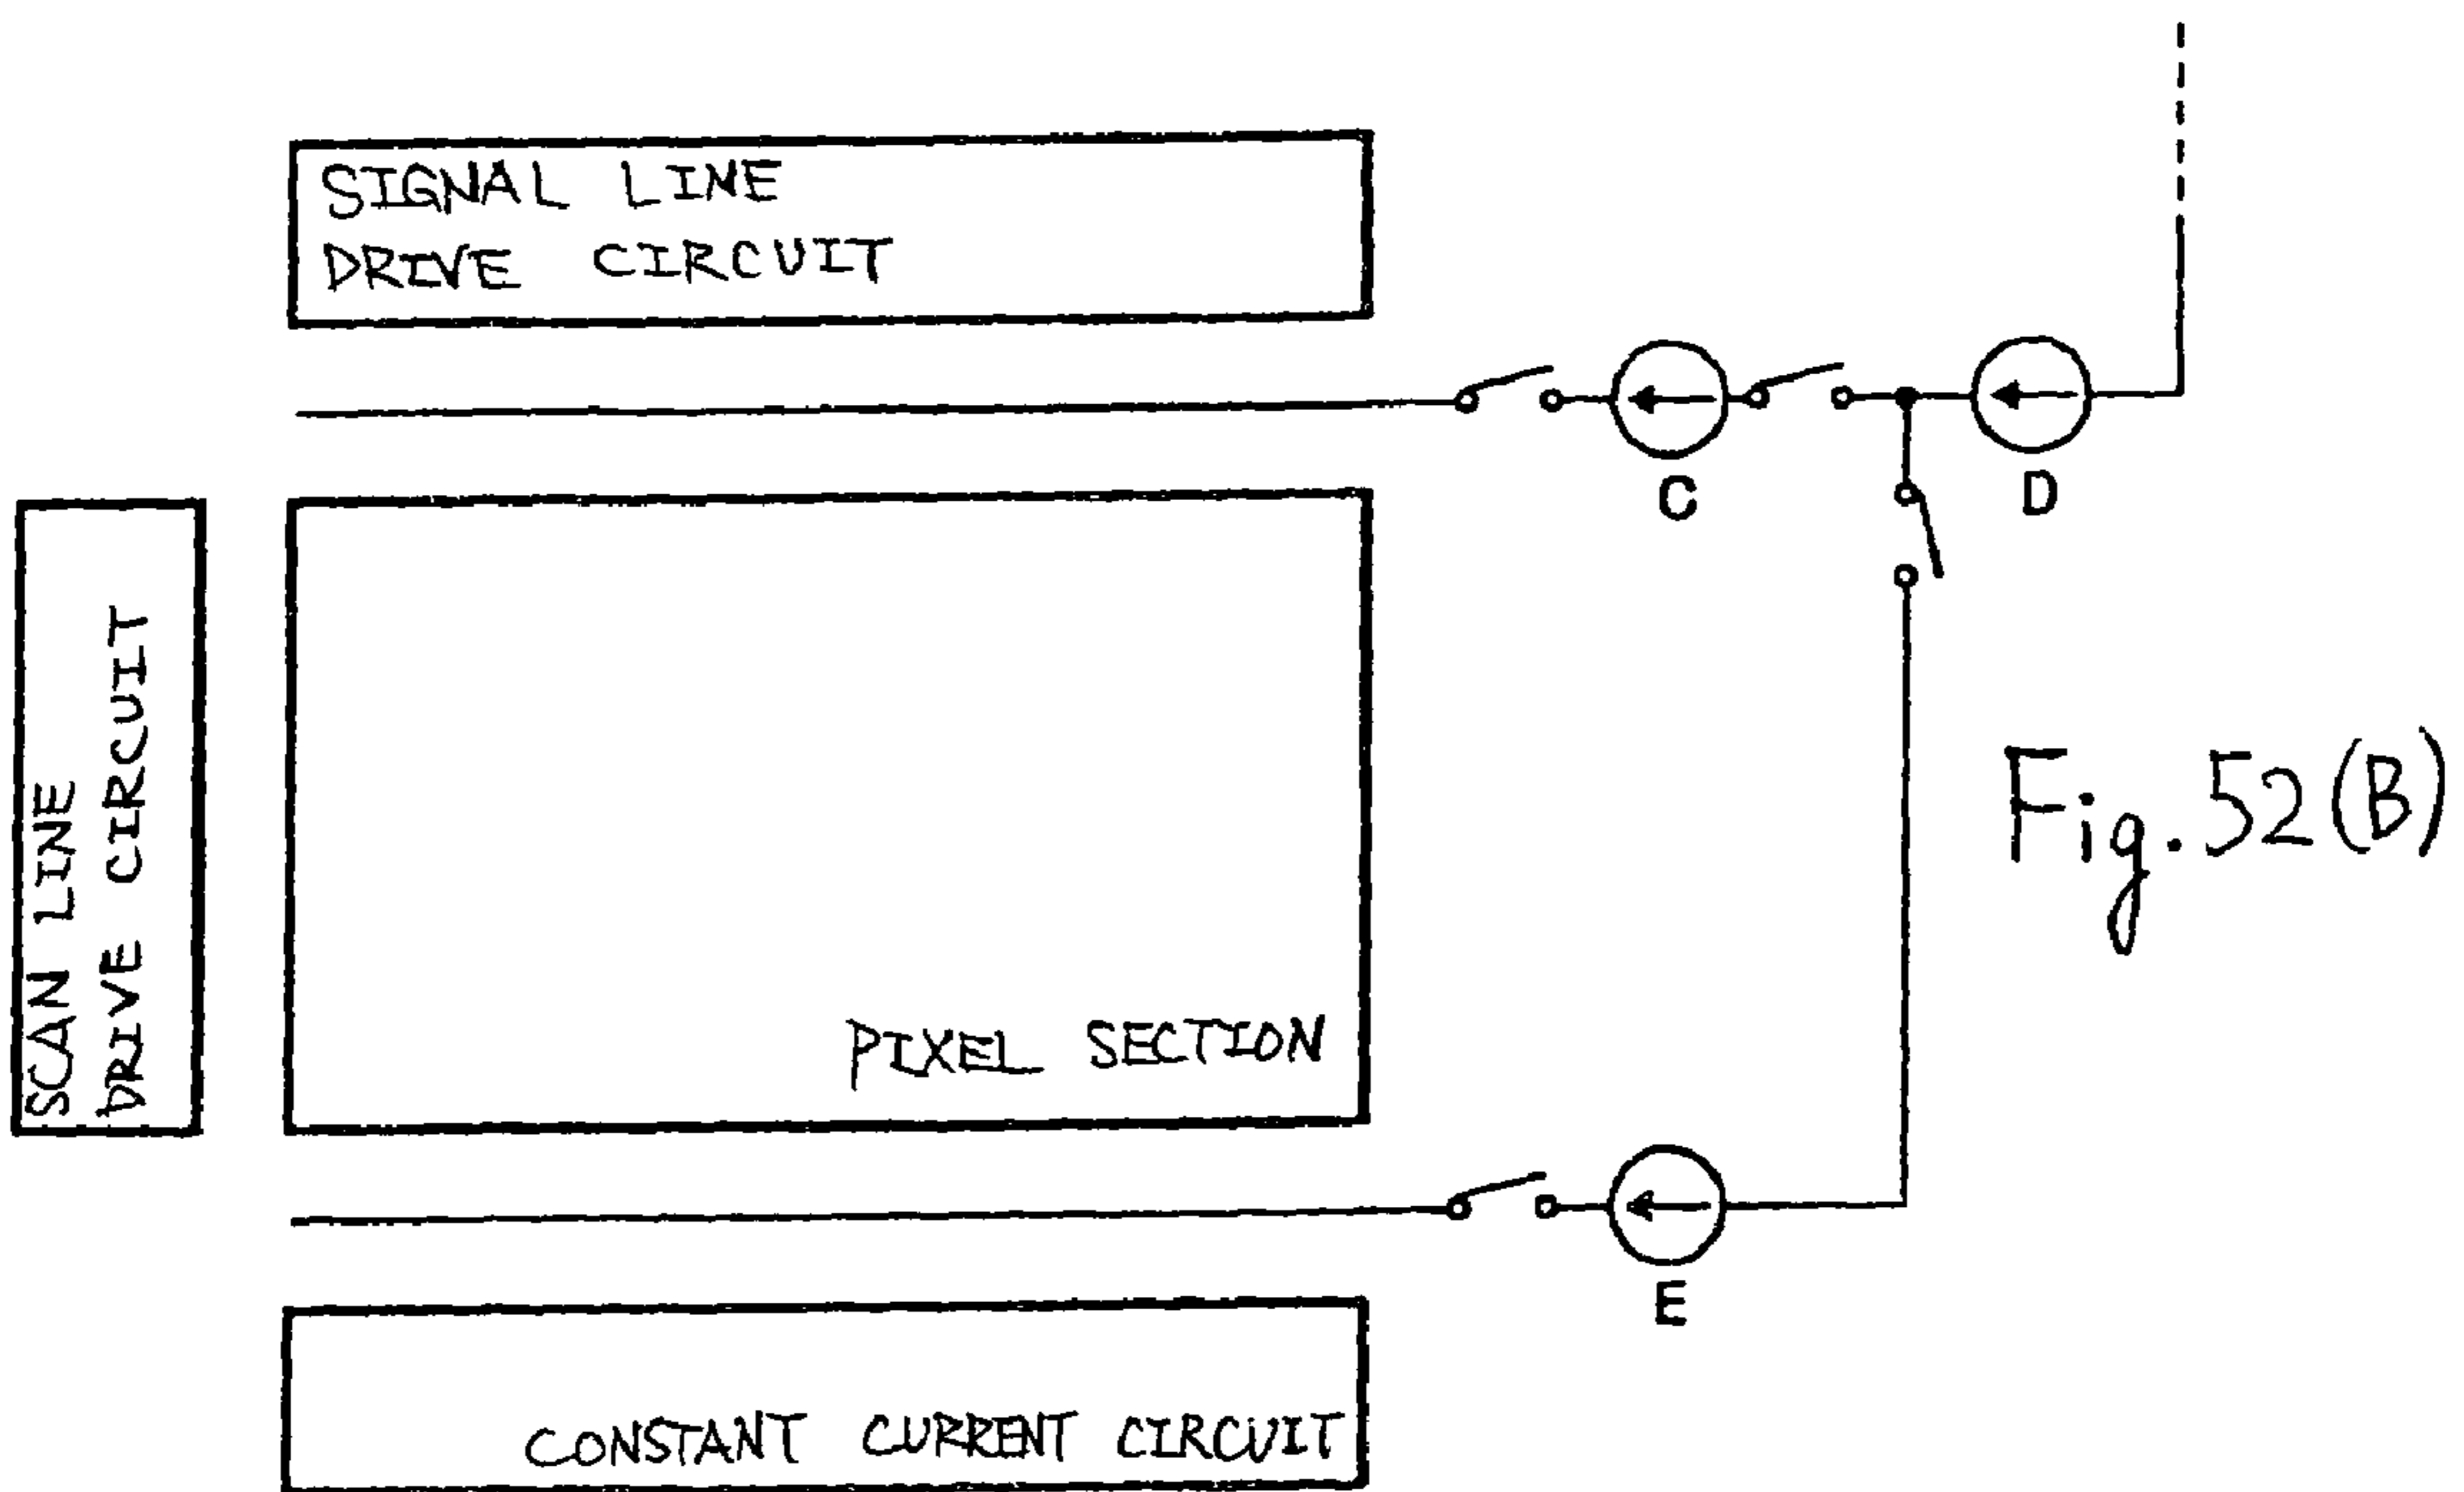 SIGNAL LINE
DRIVE CIRCUIT
C
D
SCAN LINE
DRIVE CIRCUIT
Fig.52(B)
PIXEL SECTION
E
CONSTANT CURRENT CIRCUIT